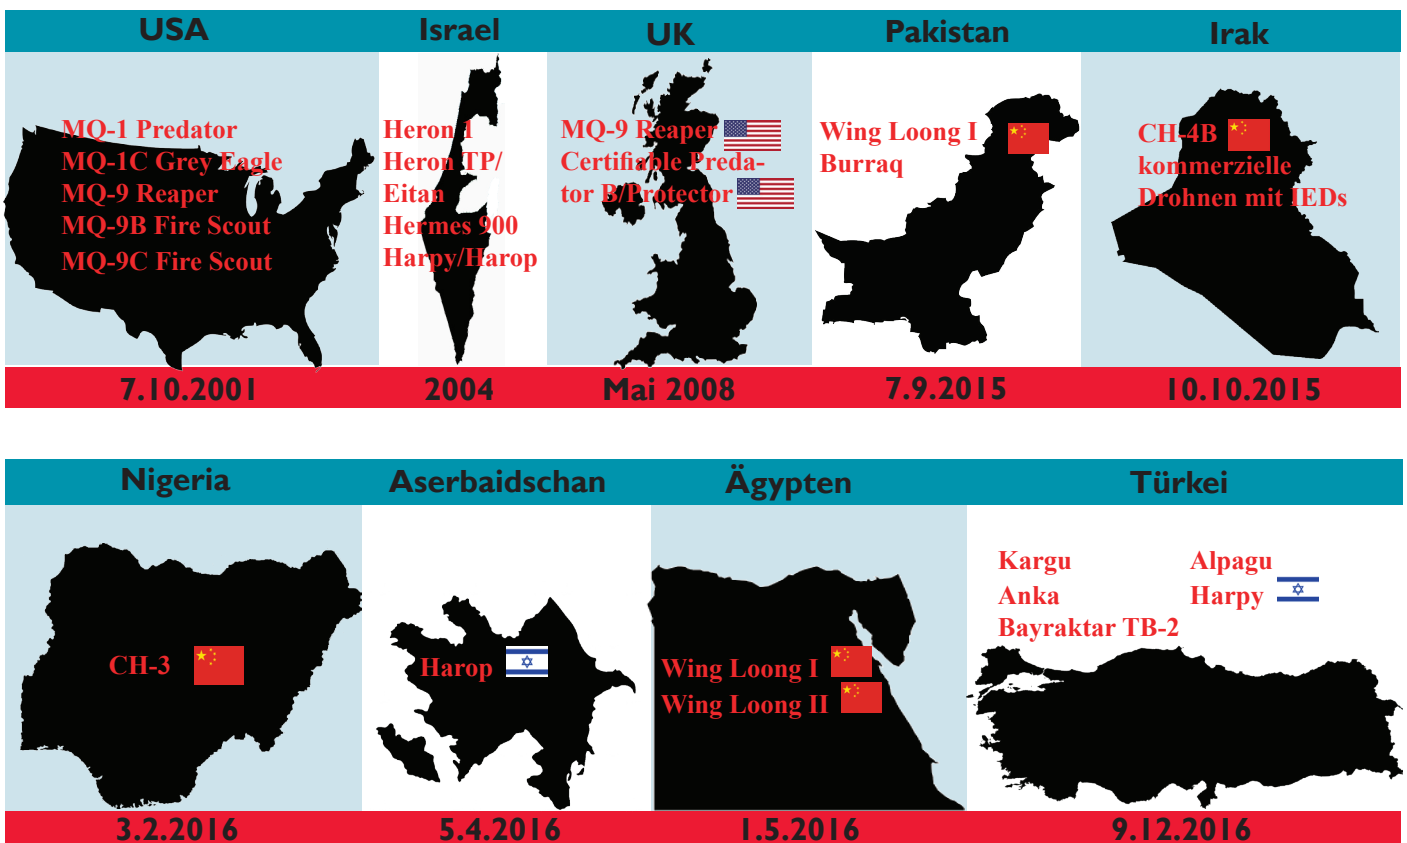 USA
Israel
UK
Pakistan
Irak
MQ-1 Predator
MQ-1C Grey Eagle
MQ-9 Reaper
MQ-9B Fire Scout
MQ-9C Fire Scout
Heron 1
Heron TP/
Eitan
Hermes 900
Harpy/Harop
MQ-9 Reaper
Certifiable Preda-
tor B/Protector
Wing Loong I
Burraq
CH-4B
kommerzielle
Drohnen mit IEDs
7.10.2001
2004
Mai 2008
7.9.2015
10.10.2015
Nigeria
Aserbaidschan
Ägypten
Türkei
CH-3
Harop
Wing Loong I
Wing Loong II
Kargu
Anka
Bayraktar TB-2
Alpagu
Harpy
3.2.2016
5.4.2016
1.5.2016
9.12.2016